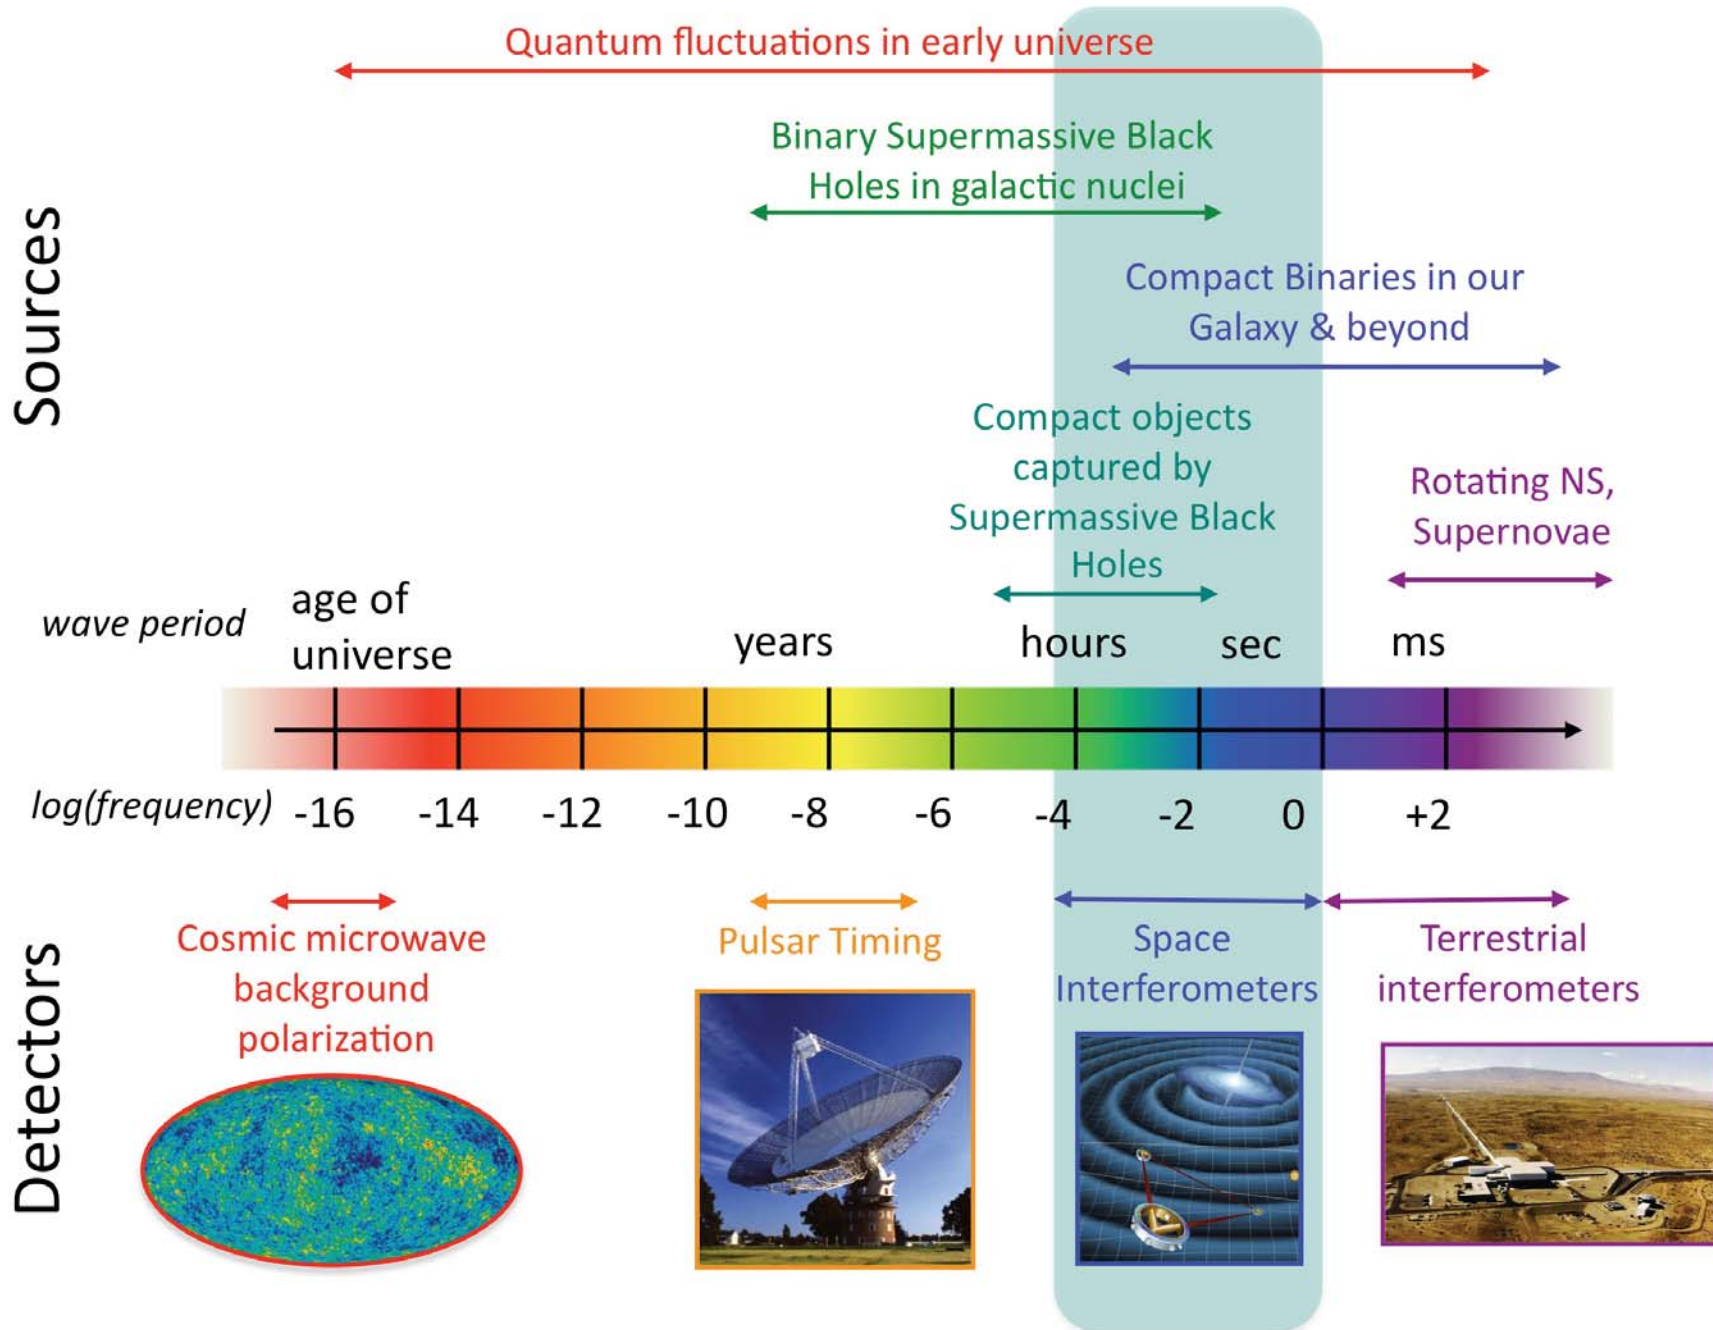 Quantum fluctuations in early universe
Binary Supermassive Black
Holes in galactic nuclei
Sources
Compact Binaries in our
Galaxy & beyond
Compact objects
captured by
Supermassive Black
Holes
Rotating NS,
Supernovae
wave period
age of
universe
years
hours
sec
ms
log(frequency) -16 -14 -12 -10 -8 -6 -4 -2 0 +2
Detectors
Cosmic microwave
background
polarization
Pulsar Timing
Space
Interferometers
Terrestrial
interferometers